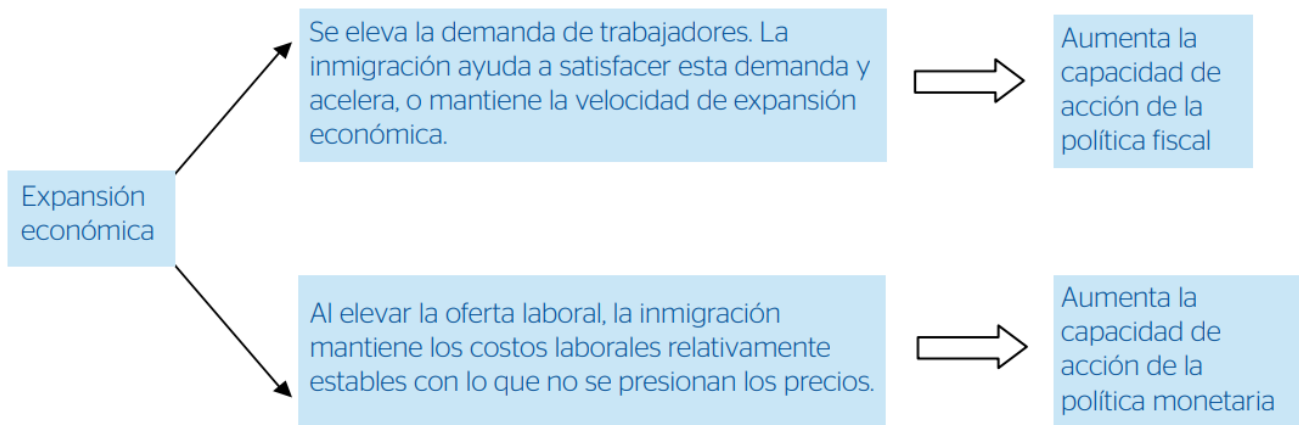 Expansión
económica
Se eleva la demanda de trabajadores. La
inmigración ayuda a satisfacer esta demanda y
acelera, o mantiene la velocidad de expansión
económica.
Aumenta la
capacidad de
acción de la
política fiscal
Al elevar la oferta laboral, la inmigración
mantiene los costos laborales relativamente
estables con lo que no se presionan los precios.
Aumenta la
capacidad de
acción de la
política monetaria